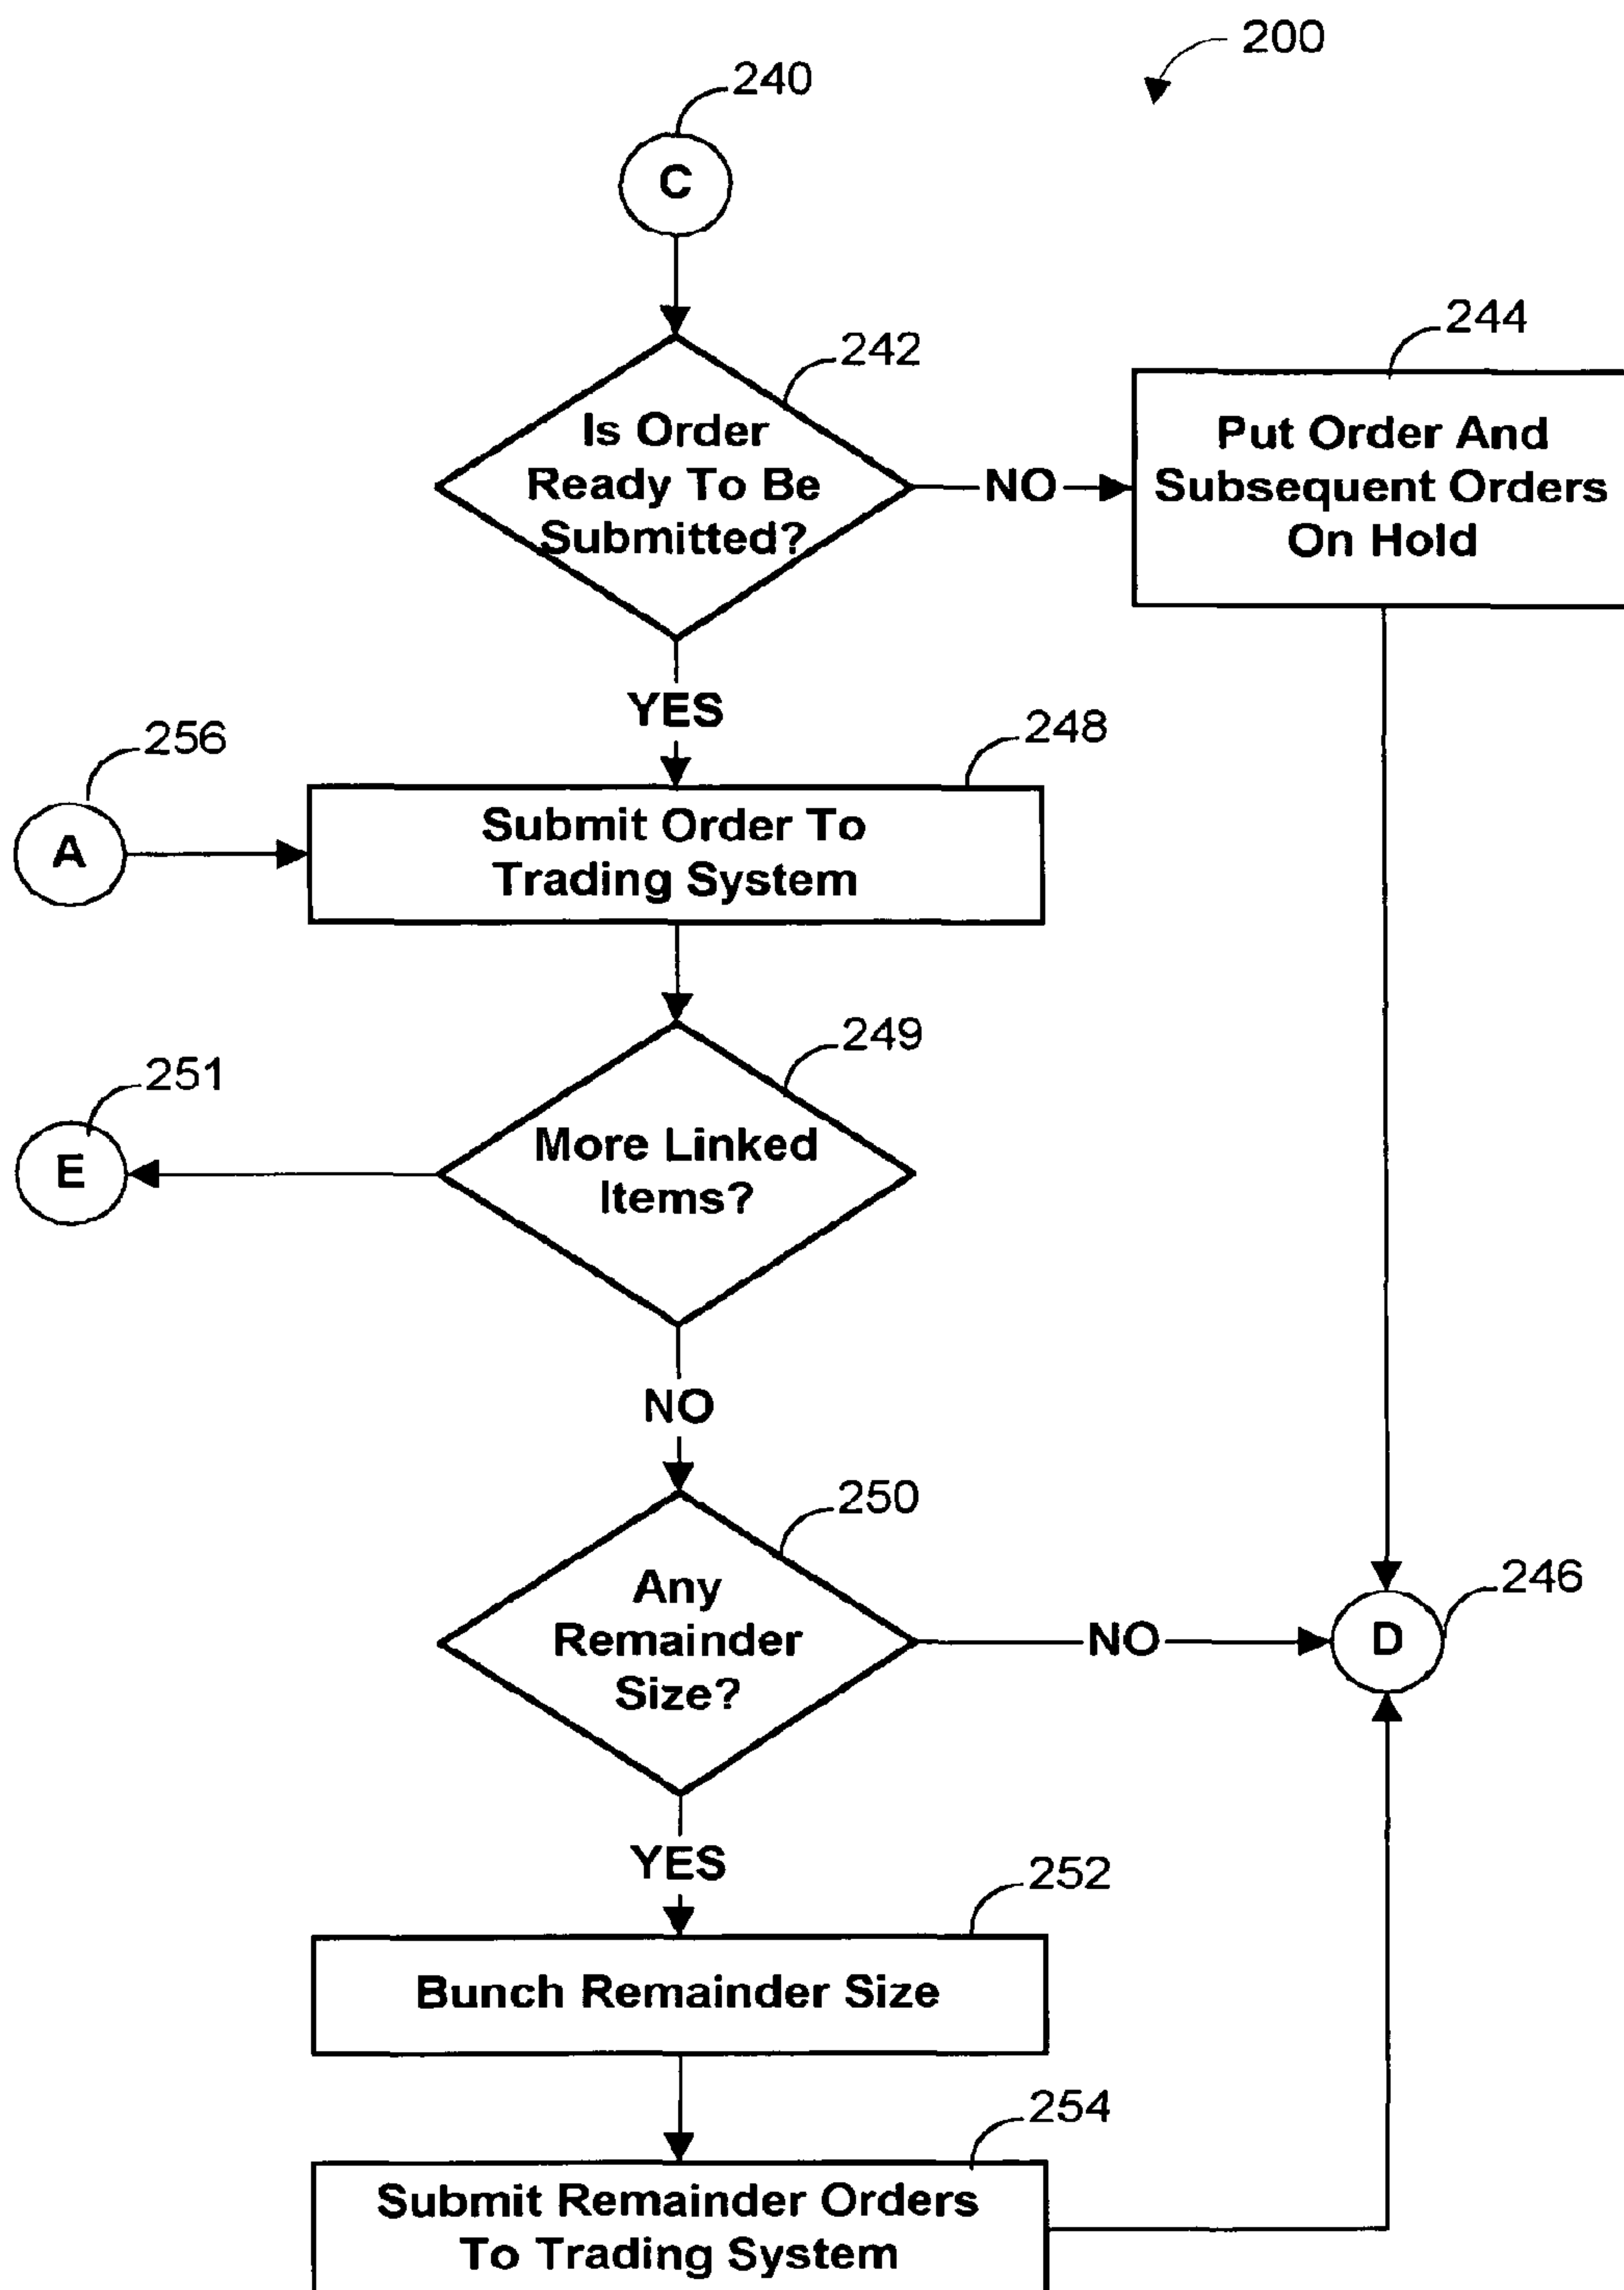 200
240
C
242
Is Order
Ready To Be
Submitted?
NO
244
Put Order And
Subsequent Orders
On Hold
YES
256
A
248
Submit Order To
Trading System
249
More Linked
Items?
251
E
NO
250
Any
Remainder
Size?
NO
246
D
YES
252
Bunch Remainder Size
254
Submit Remainder Orders
To Trading System